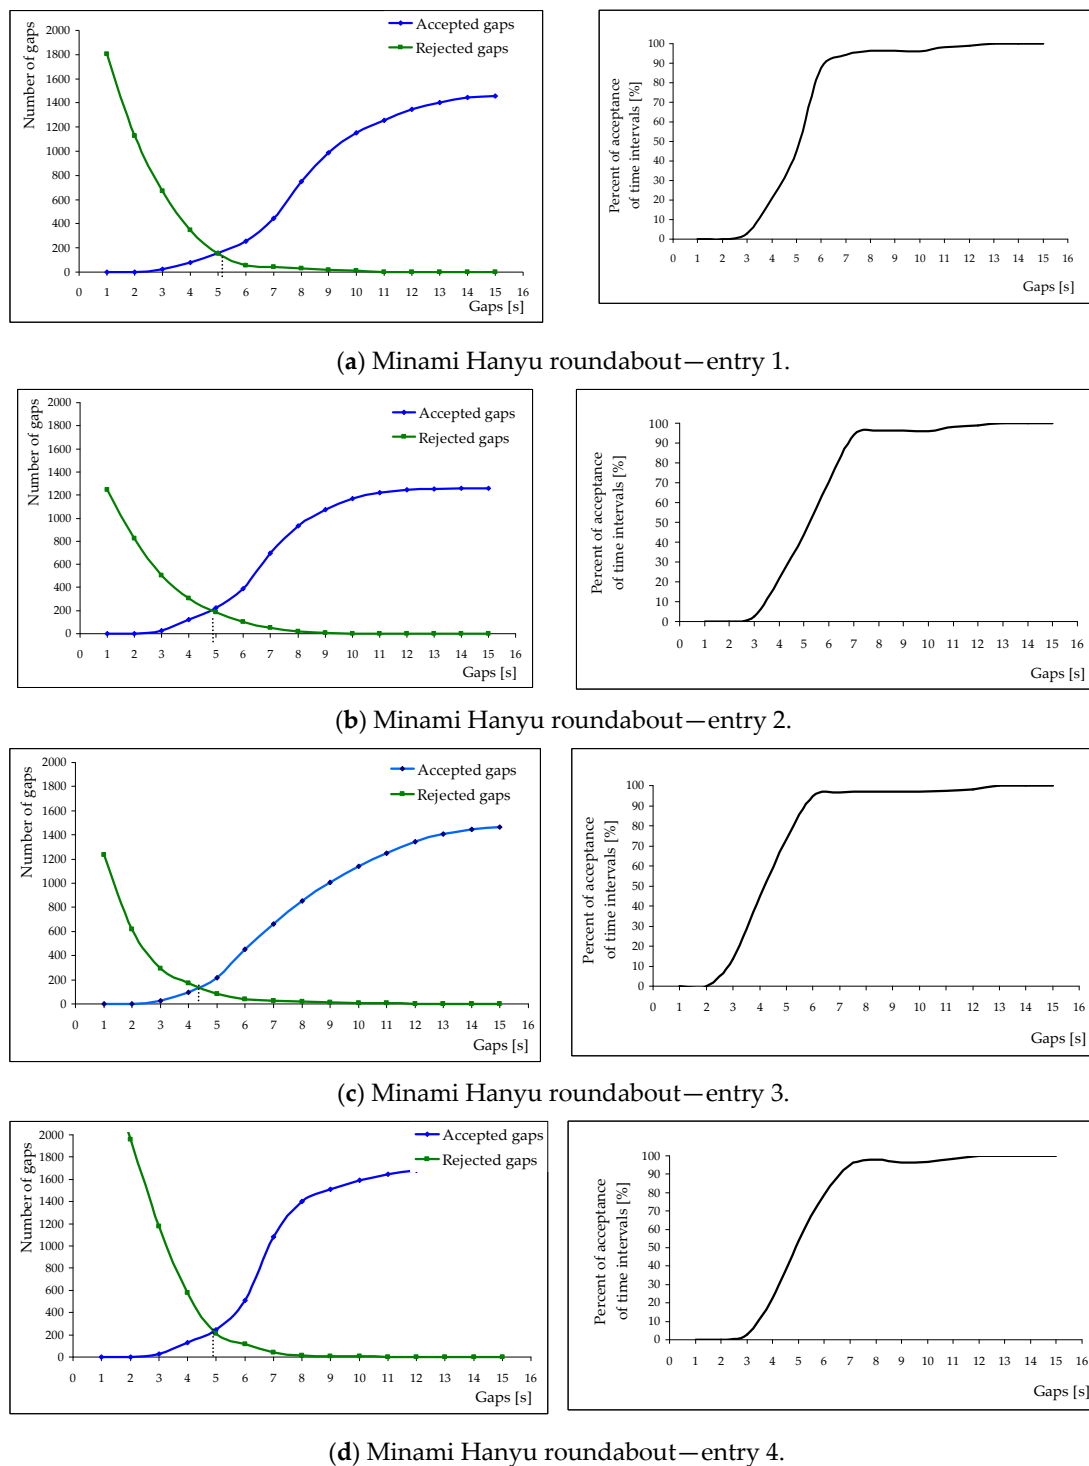 Accepted gaps
Rejected gaps
Number of gaps
2000
1800
1600
1400
1200
1000
800
600
400
200
0
0 1 2 3 4 5 6 7 8 9 10 11 12 13 14 15 16
Gaps [s]
Percent of acceptance
of time intervals [%]
100
90
80
70
60
50
40
30
20
10
0
0 1 2 3 4 5 6 7 8 9 10 11 12 13 14 15 16
Gaps [s]
(a) Minami Hanyu roundabout—entry 1.
Accepted gaps
Rejected gaps
Number of gaps
2000
1800
1600
1400
1200
1000
800
600
400
200
0
0 1 2 3 4 5 6 7 8 9 10 11 12 13 14 15 16
Gaps [s]
Percent of acceptance
of time intervals [%]
100
90
80
70
60
50
40
30
20
10
0
0 1 2 3 4 5 6 7 8 9 10 11 12 13 14 15 16
Gaps [s]
(b) Minami Hanyu roundabout—entry 2.
Accepted gaps
Rejected gaps
Number of gaps
2000
1800
1600
1400
1200
1000
800
600
400
200
0
0 1 2 3 4 5 6 7 8 9 10 11 12 13 14 15 16
Gaps [s]
Percent of acceptance
of time intervals [%]
100
90
80
70
60
50
40
30
20
10
0
0 1 2 3 4 5 6 7 8 9 10 11 12 13 14 15 16
Gaps [s]
(c) Minami Hanyu roundabout—entry 3.
Accepted gaps
Rejected gaps
Number of gaps
2000
1800
1600
1400
1200
1000
800
600
400
200
0
0 1 2 3 4 5 6 7 8 9 10 11 12 13 14 15 16
Gaps [s]
Percent of acceptance
of time intervals [%]
100
90
80
70
60
50
40
30
20
10
0
0 1 2 3 4 5 6 7 8 9 10 11 12 13 14 15 16
Gaps [s]
(d) Minami Hanyu roundabout—entry 4.